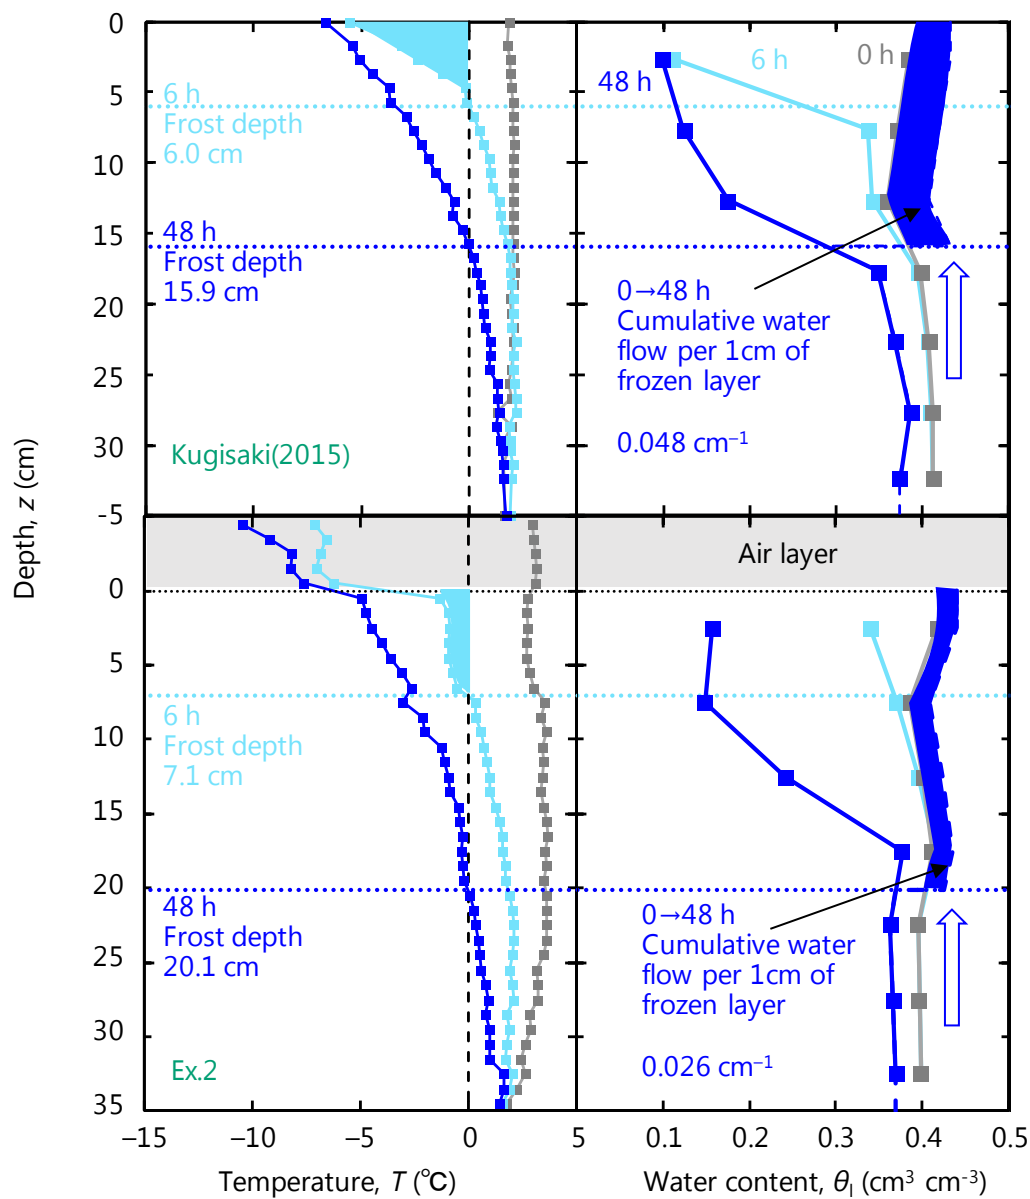 0
5
10
15
20
25
30
-5
0
5
10
15
20
25
30
35
Depth, z (cm)
6 h
Frost depth
6.0 cm
48 h
Frost depth
15.9 cm
Kugisaki(2015)
48 h
6 h
0 h
0→48 h
Cumulative water
flow per 1cm of
frozen layer
0.048 cm⁻¹
Air layer
6 h
Frost depth
7.1 cm
48 h
Frost depth
20.1 cm
Ex.2
0→48 h
Cumulative water
flow per 1cm of
frozen layer
0.026 cm⁻¹
−15
−10
−5
0
5
0.1
0.2
0.3
0.4
0.5
Temperature, T (℃)
Water content, θl (cm³ cm⁻³)